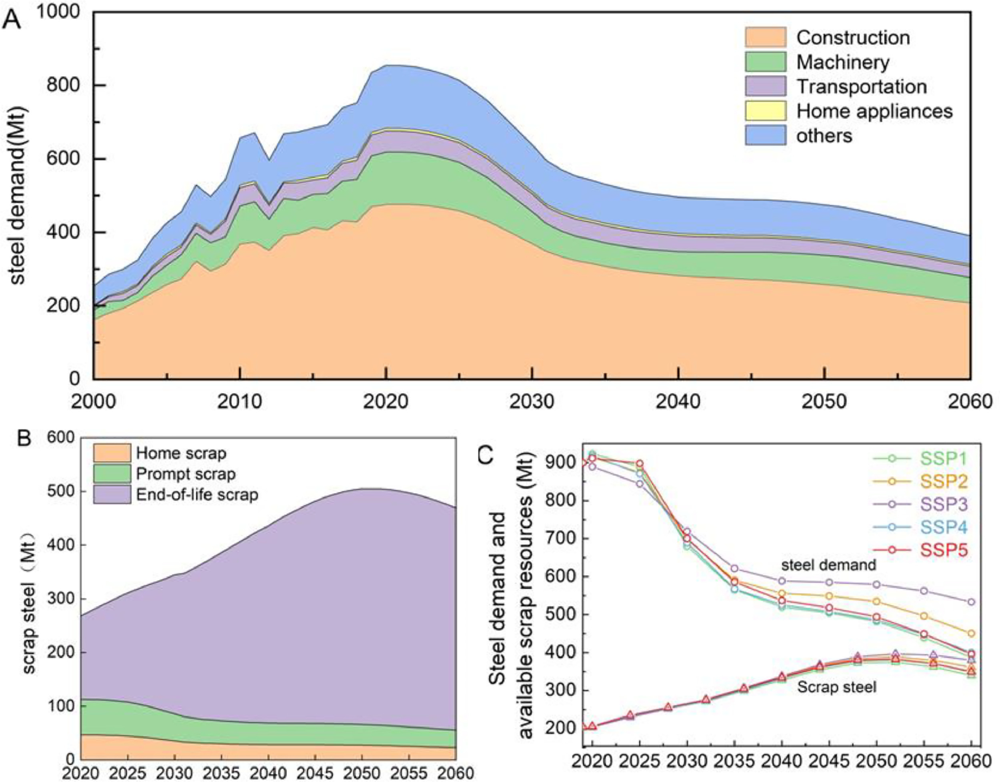 A
1000
800
600
400
200
0
steel demand(Mt)
Construction
Machinery
Transportation
Home appliances
others
2000 2010 2020 2030 2040 2050 2060
B
600
500
400
300
200
100
0
scrap steel（Mt）
Home scrap
Prompt scrap
End-of-life scrap
2020 2025 2030 2035 2040 2045 2050 2055 2060
C
Steel demand and
available scrap resources (Mt)
900
800
700
600
500
400
300
200
SSP1
SSP2
SSP3
SSP4
SSP5
steel demand
Scrap steel
2020 2025 2030 2035 2040 2045 2050 2055 2060